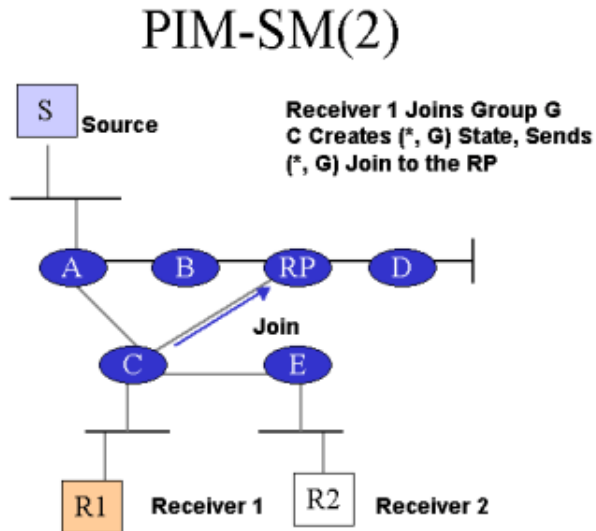 PIM-SM(2)
S
Source
Receiver 1 Joins Group G
C Creates (*, G) State, Sends
(*, G) Join to the RP
A B RP D
Join
C E
R1 Receiver 1 R2 Receiver 2